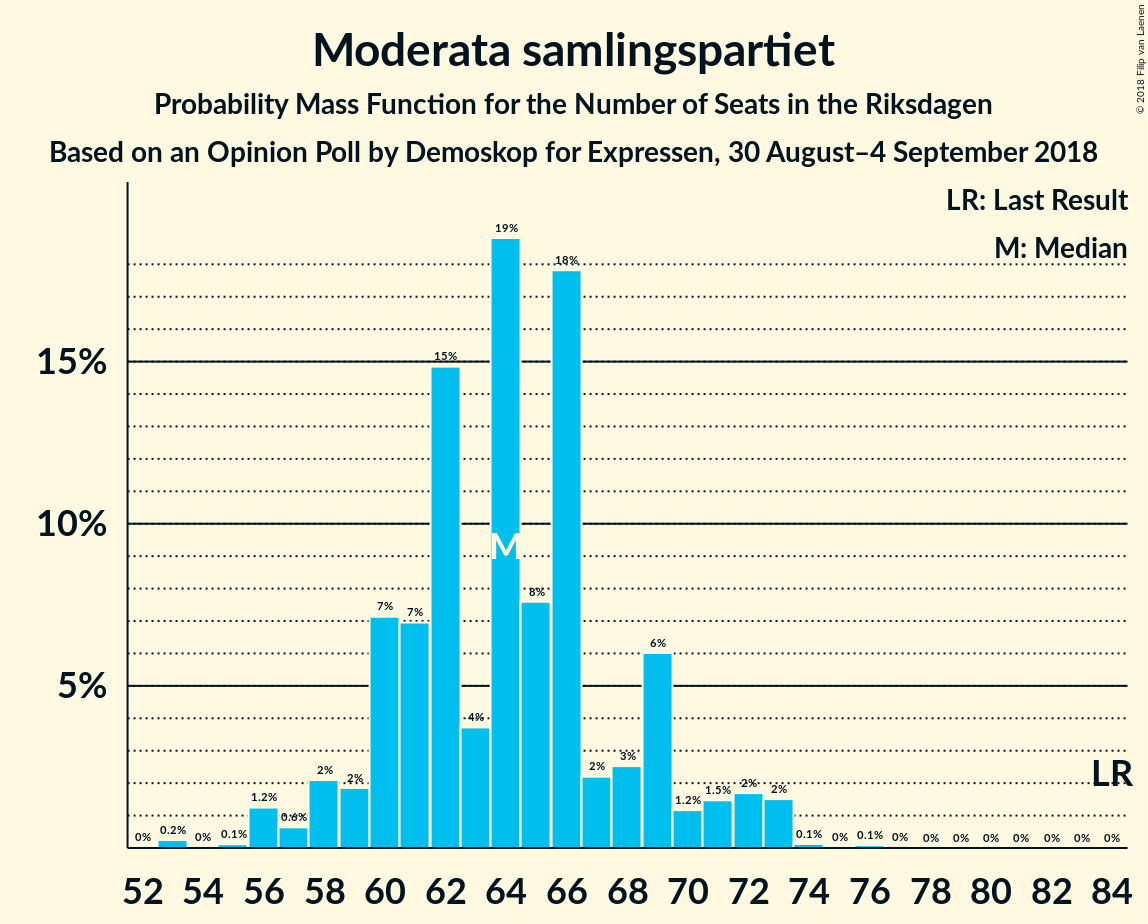 Moderata samlingspartiet
Probability Mass Function for the Number of Seats in the Riksdagen
Based on an Opinion Poll by Demoskop for Expressen, 30 August–4 September 2018
© 2018 Filip van Laenen
LR: Last Result
M: Median
15%
10%
5%
0% 0.2% 0% 0.1% 1.2% 0.6% 2% 2% 7% 7% 15% 4% 19% 8% 18% 2% 3% 6% 1.2% 1.5% 2% 2% 0.1% 0% 0.1% 0% 0% 0% 0% 0% 0% 0% 0%
M
LR
52 54 56 58 60 62 64 66 68 70 72 74 76 78 80 82 84